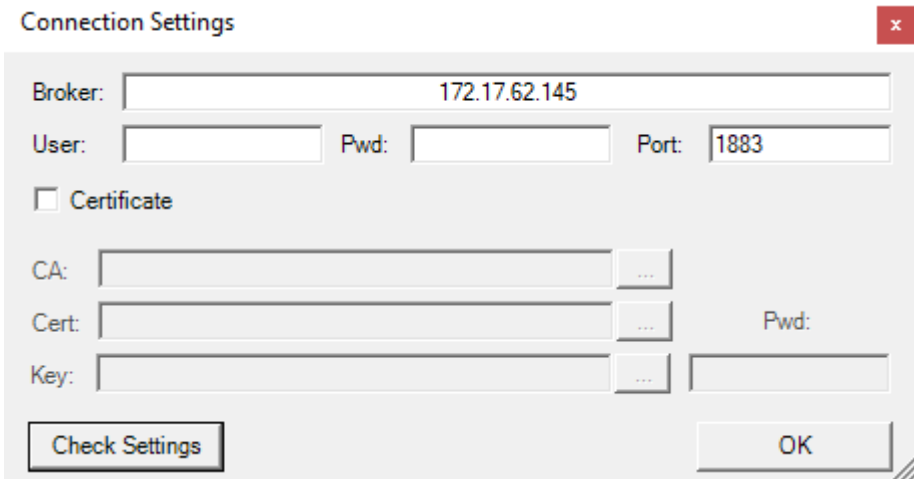 Connection Settings
x
Broker: 172.17.62.145
User: Pwd: Port: 1883
Certificate
CA: ...
Cert: ... Pwd:
Key: ...
Check Settings OK